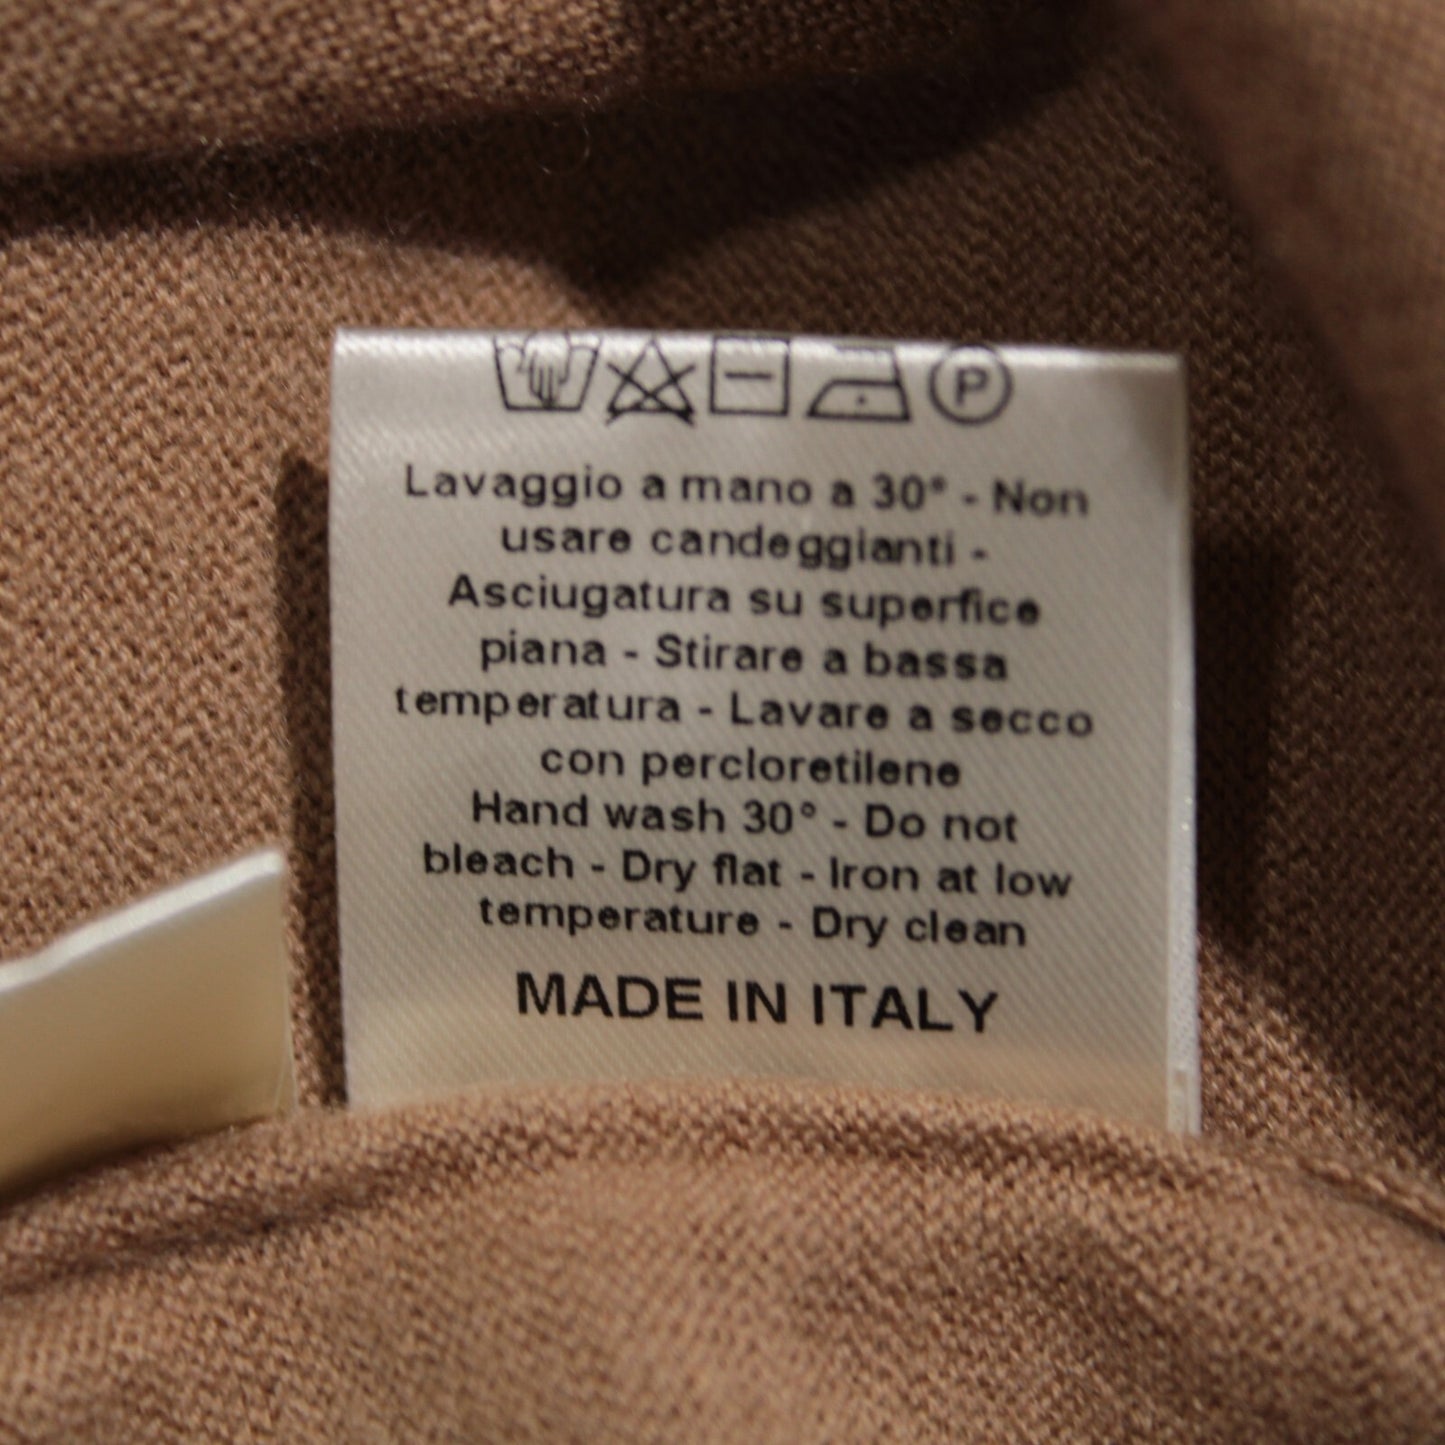 P
Lavaggio a mano a 30° - Non
usare candeggianti -
Asciugatura su superfice
piana - Stirare a bassa
temperatura - Lavare a secco
con percloretilene
Hand wash 30° - Do not
bleach - Dry flat - Iron at low
temperature - Dry clean
MADE IN ITALY